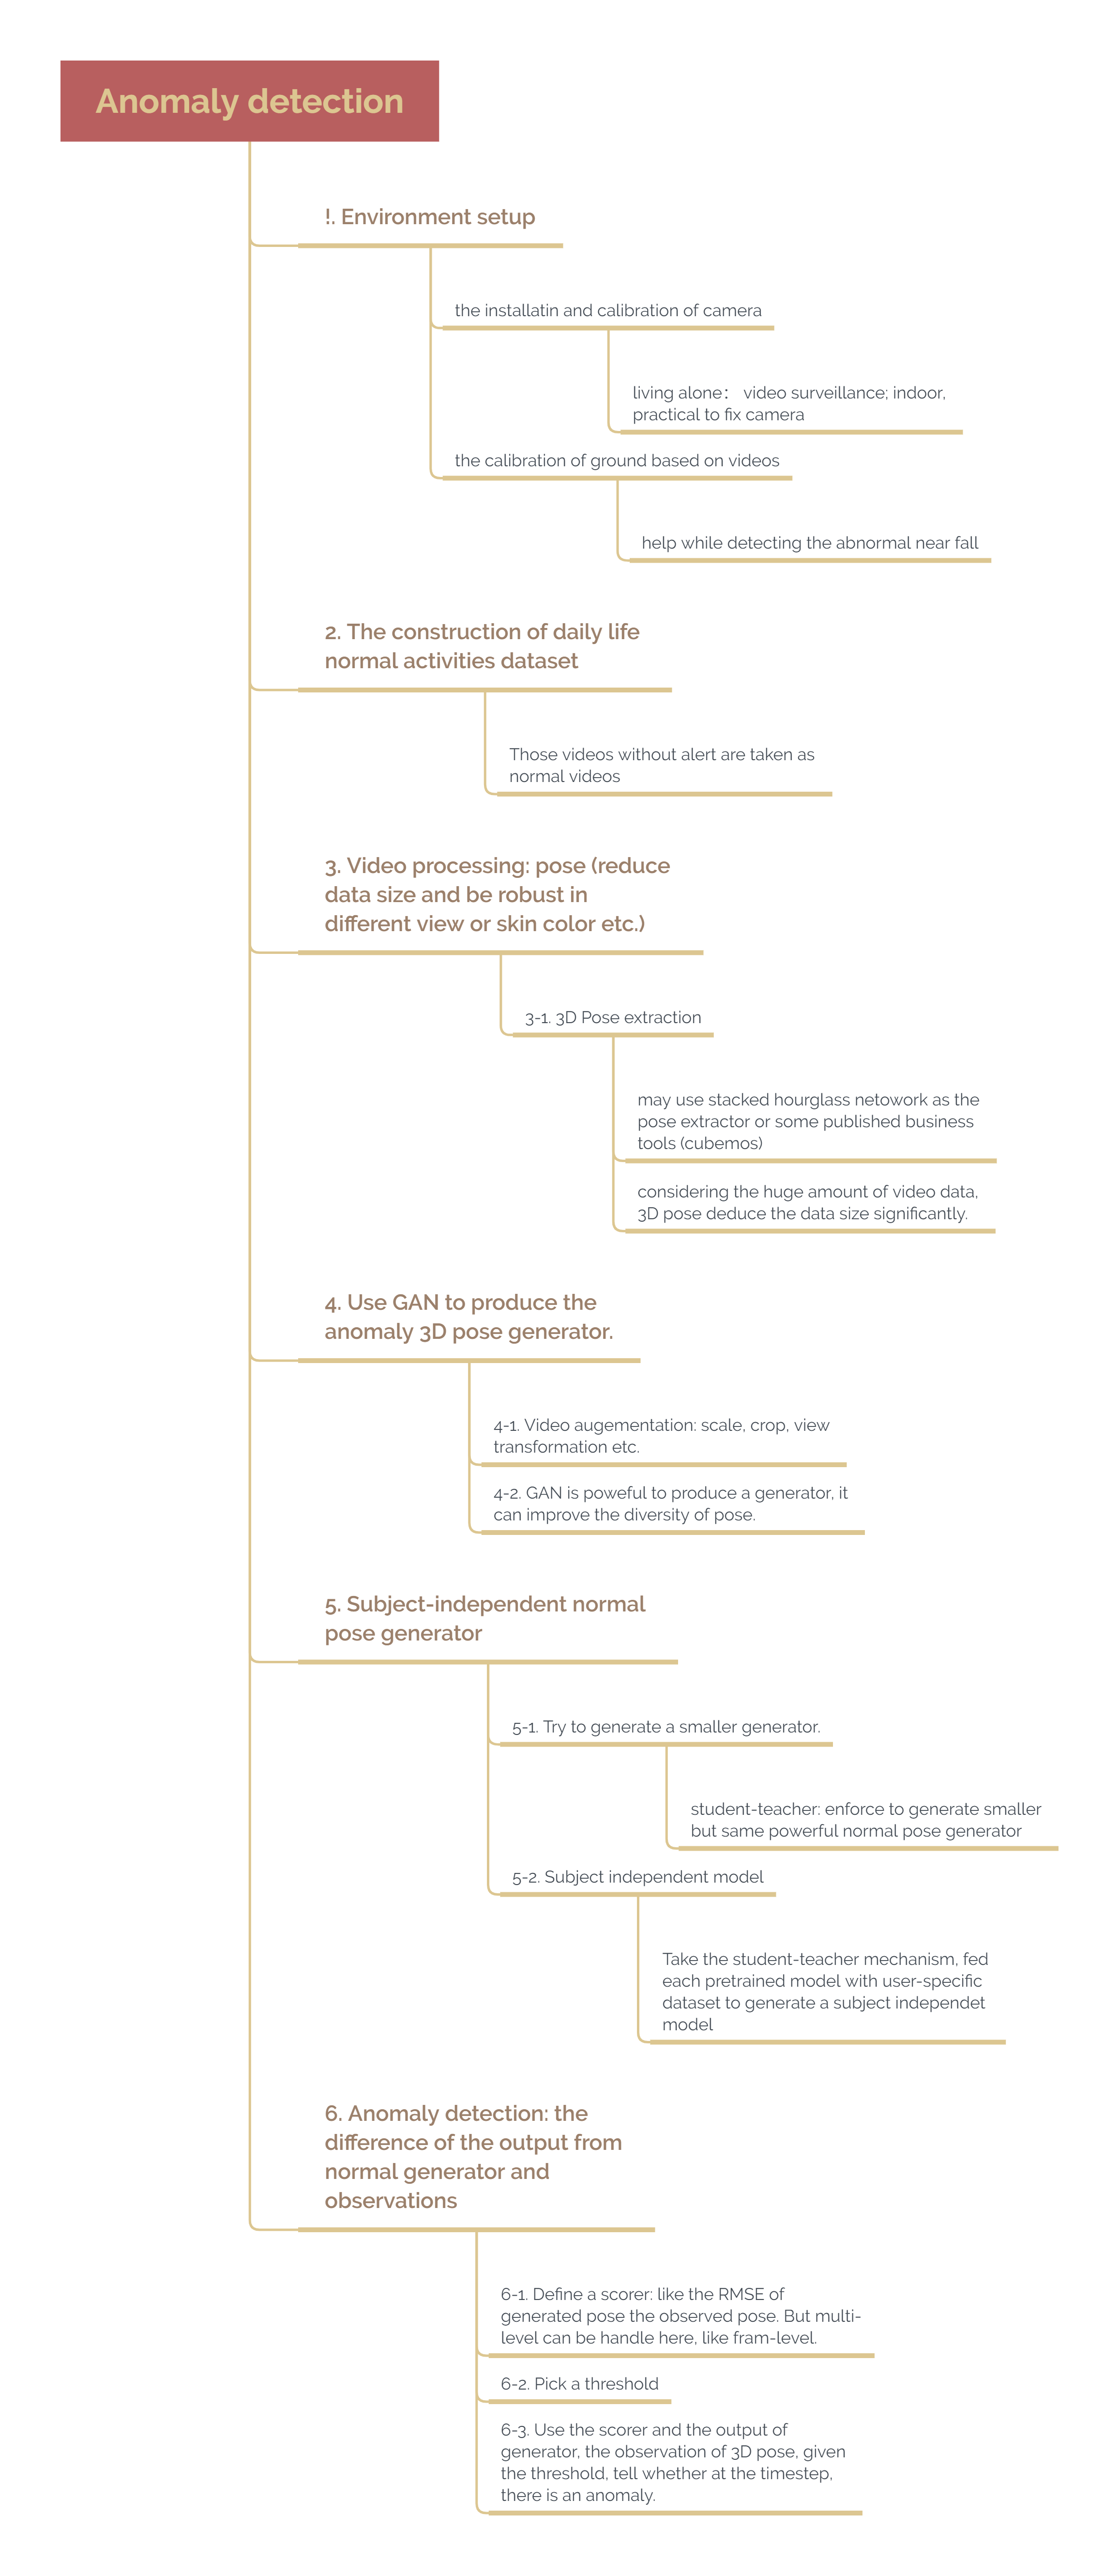 Anomaly detection
!. Environment setup
the installatin and calibration of camera
living alone： video surveillance; indoor,
practical to fix camera
the calibration of ground based on videos
help while detecting the abnormal near fall
2. The construction of daily life
normal activities dataset
Those videos without alert are taken as
normal videos
3. Video processing: pose (reduce
data size and be robust in
different view or skin color etc.)
3-1. 3D Pose extraction
may use stacked hourglass netowork as the
pose extractor or some published business
tools (cubemos)
considering the huge amount of video data,
3D pose deduce the data size significantly.
4. Use GAN to produce the
anomaly 3D pose generator.
4-1. Video augementation: scale, crop, view
transformation etc.
4-2. GAN is poweful to produce a generator, it
can improve the diversity of pose.
5. Subject-independent normal
pose generator
5-1. Try to generate a smaller generator.
student-teacher: enforce to generate smaller
but same powerful normal pose generator
5-2. Subject independent model
Take the student-teacher mechanism, fed
each pretrained model with user-specific
dataset to generate a subject independet
model
6. Anomaly detection: the
difference of the output from
normal generator and
observations
6-1. Define a scorer: like the RMSE of
generated pose the observed pose. But multi-
level can be handle here, like fram-level.
6-2. Pick a threshold
6-3. Use the scorer and the output of
generator, the observation of 3D pose, given
the threshold, tell whether at the timestep,
there is an anomaly.